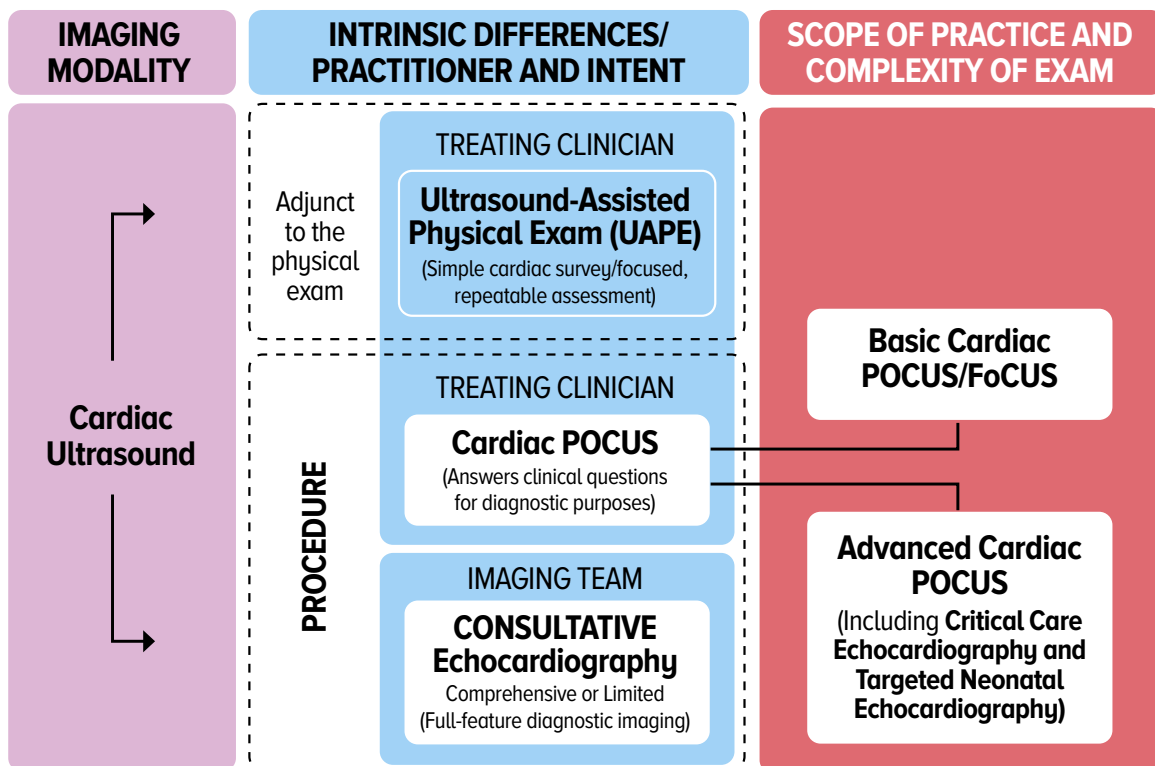 IMAGING
MODALITY
INTRINSIC DIFFERENCES/
PRACTITIONER AND INTENT
SCOPE OF PRACTICE AND
COMPLEXITY OF EXAM
Cardiac
Ultrasound
Adjunct
to the
physical
exam
TREATING CLINICIAN
Ultrasound-Assisted
Physical Exam (UAPE)
(Simple cardiac survey/focused,
repeatable assessment)
PROCEDURE
TREATING CLINICIAN
Cardiac POCUS
(Answers clinical questions
for diagnostic purposes)
IMAGING TEAM
CONSULTATIVE
Echocardiography
Comprehensive or Limited
(Full-feature diagnostic imaging)
Basic Cardiac
POCUS/FoCUS
Advanced Cardiac
POCUS
(Including Critical Care
Echocardiography and
Targeted Neonatal
Echocardiography)